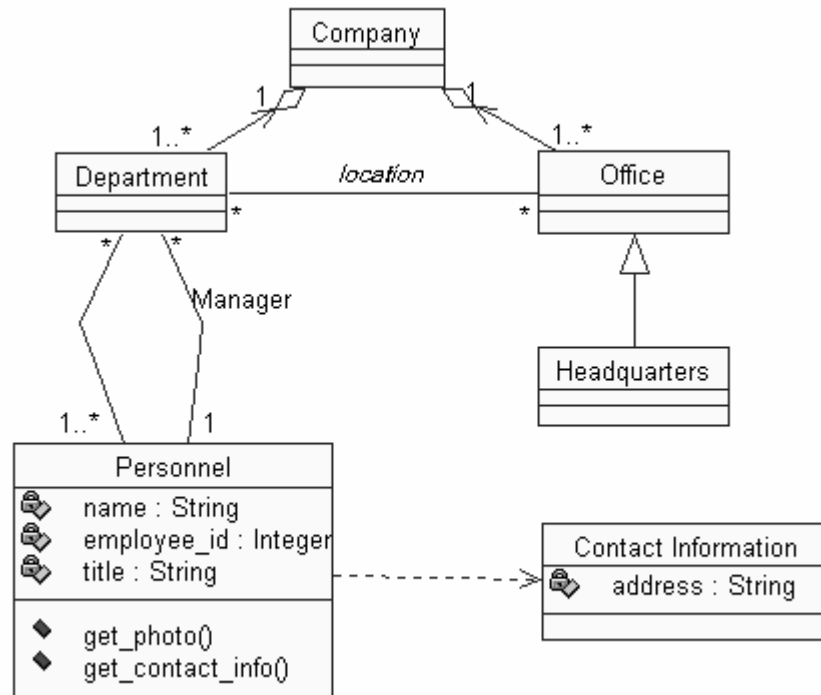 Company
1
1
1..*
1..*
Department
location
Office
*
*
*
*
Manager
Headquarters
1..*
1
Personnel
name : String
employee_id : Integer
title : String
get_photo()
get_contact_info()
Contact Information
address : String